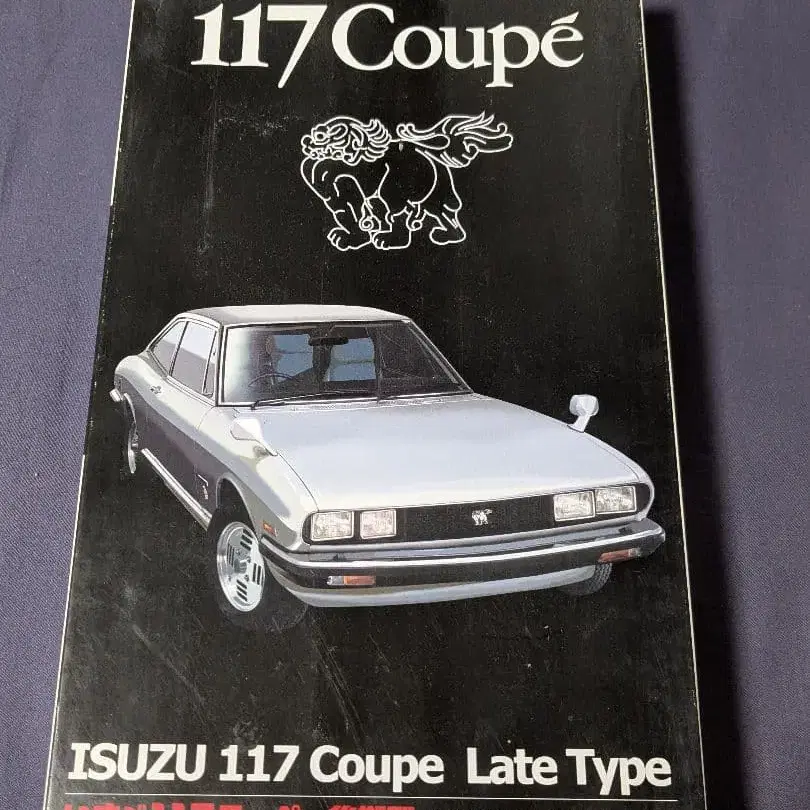 117 Coupé
ISUZU 117 Coupe Late Type